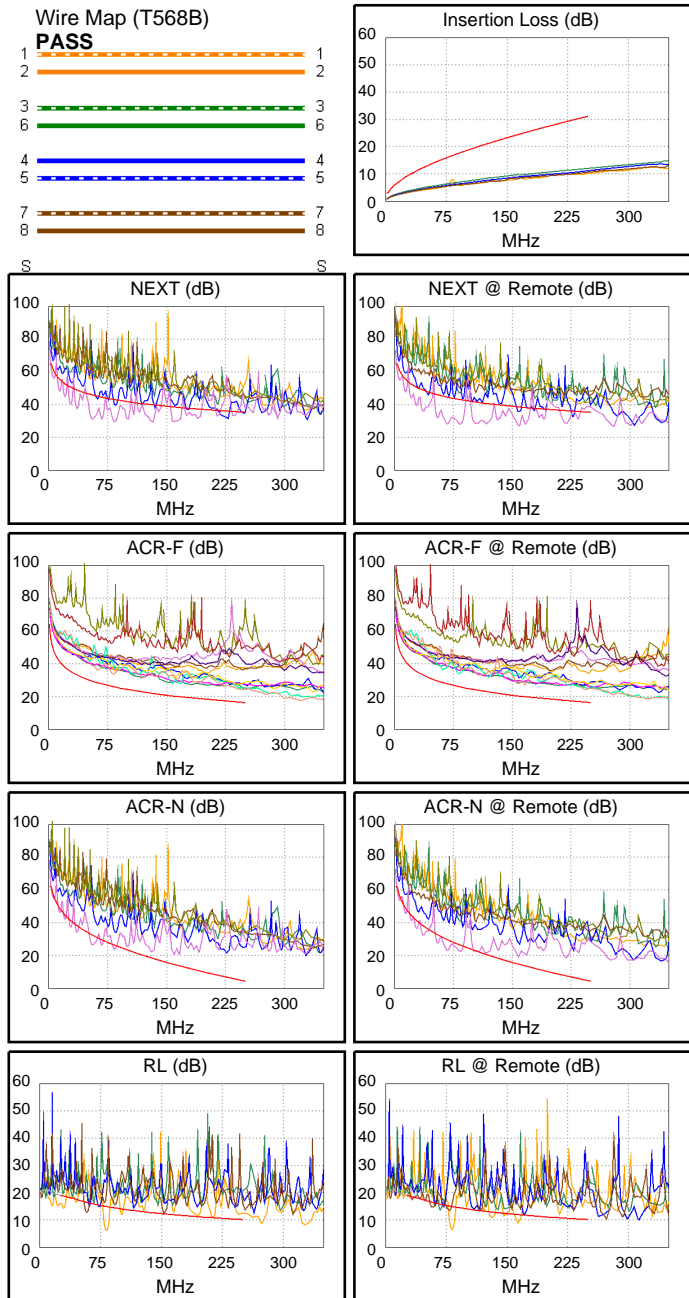 Wire Map (T568B)
PASS
1 1
2 2
3 3
6 6
4 4
5 5
7 7
8 8
S S
Insertion Loss (dB)
60
50
40
30
20
10
0
0 75 150 225 300
MHz
NEXT (dB)
100
80
60
40
20
0
0 75 150 225 300
MHz
NEXT @ Remote (dB)
100
80
60
40
20
0
0 75 150 225 300
MHz
ACR-F (dB)
100
80
60
40
20
0
0 75 150 225 300
MHz
ACR-F @ Remote (dB)
100
80
60
40
20
0
0 75 150 225 300
MHz
ACR-N (dB)
100
80
60
40
20
0
0 75 150 225 300
MHz
ACR-N @ Remote (dB)
100
80
60
40
20
0
0 75 150 225 300
MHz
RL (dB)
60
50
40
30
20
10
0
0 75 150 225 300
MHz
RL @ Remote (dB)
60
50
40
30
20
10
0
0 75 150 225 300
MHz